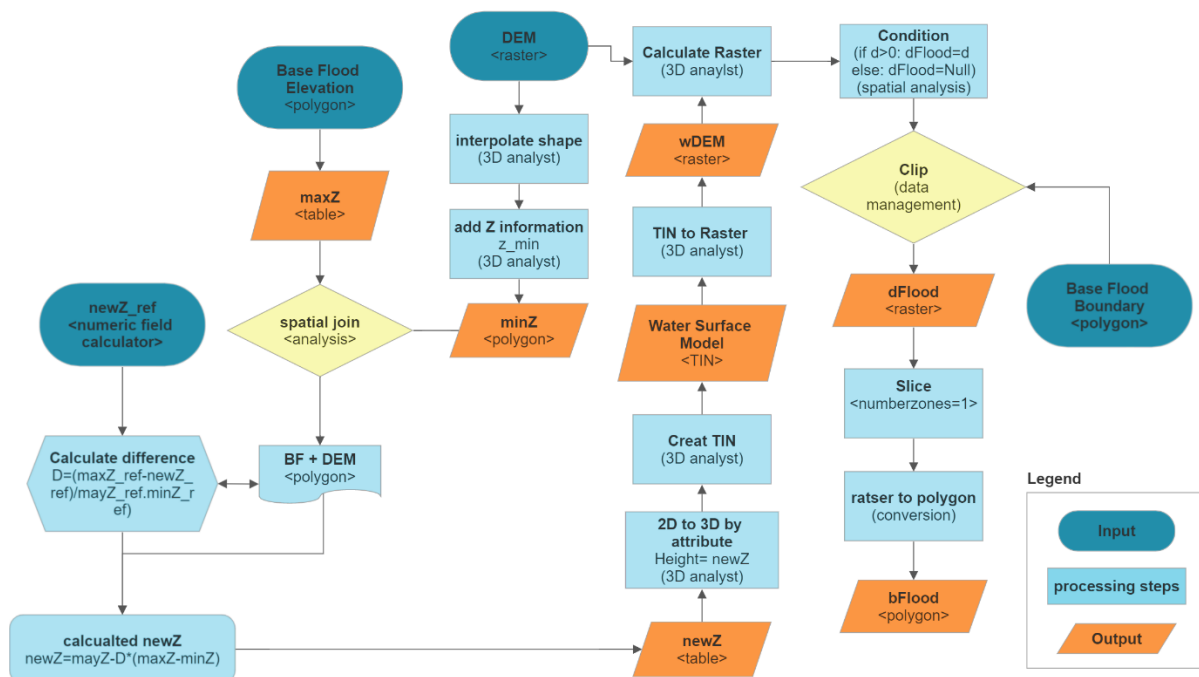 Base Flood
Elevation
<polygon>
maxZ
<table>
newZ_ref
<numeric field
calculator>
spatial join
<analysis>
Calculate difference
D=(maxZ_ref-newZ_
ref)/mayZ_ref.minZ_r
ef)
BF + DEM
<polygon>
calcualted newZ
newZ=mayZ-D*(maxZ-minZ)
DEM
<raster>
interpolate shape
(3D analyst)
add Z information
z_min
(3D analyst)
minZ
<polygon>
Calculate Raster
(3D anaylst)
wDEM
<raster>
TIN to Raster
(3D analyst)
Water Surface
Model
<TIN>
Creat TIN
(3D analyst)
2D to 3D by
attribute
Height= newZ
(3D analyst)
newZ
<table>
Condition
(if d>0: dFlood=d
else: dFlood=Null)
(spatial analysis)
Clip
(data
management)
dFlood
<raster>
Slice
<numberzones=1>
ratser to polygon
(conversion)
bFlood
<polygon>
Base Flood
Boundary
<polygon>
Legend
Input
processing steps
Output